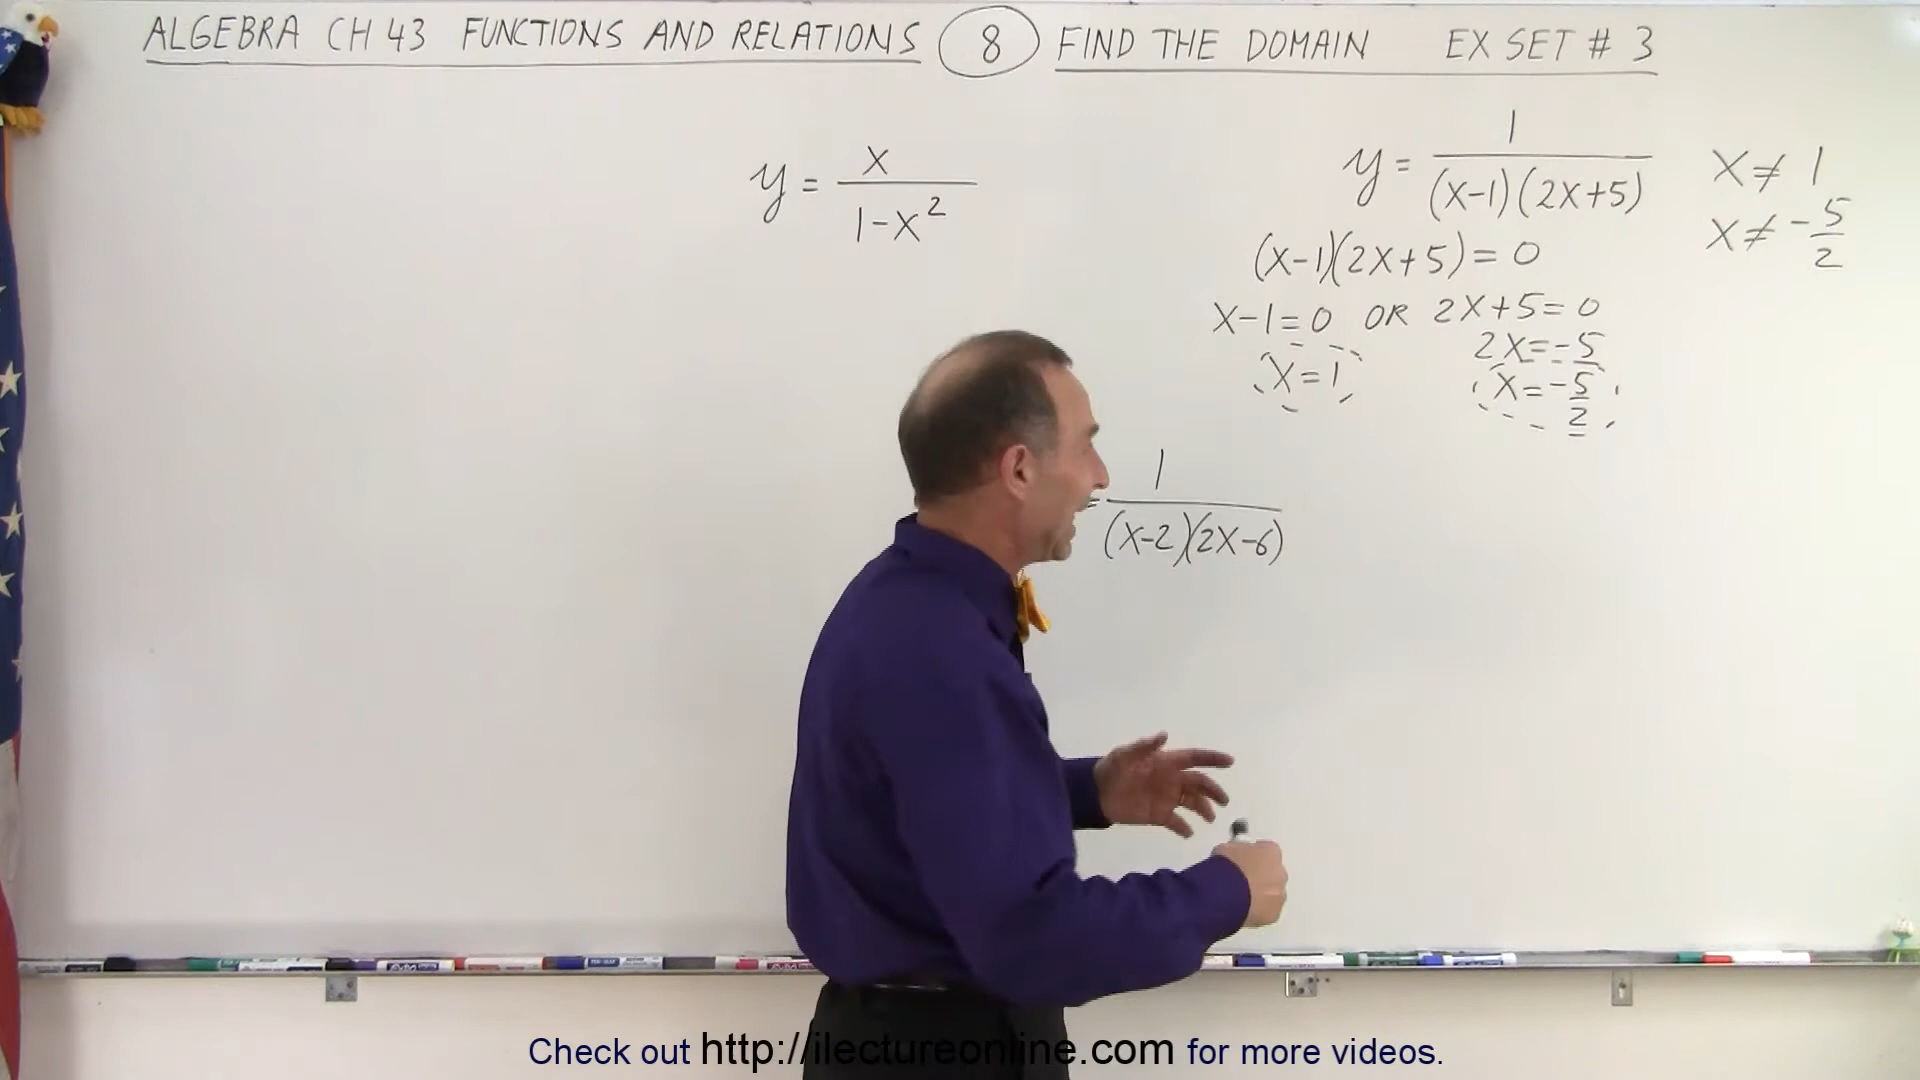 ALGEBRA CH 43 FUNCTIONS AND RELATIONS 8 FIND THE DOMAIN EX SET # 3
y = x / 1-x²
y = 1 / (x-1)(2x+5)
x ≠ 1
x ≠ -5/2
(x-1)(2x+5) = 0
x-1=0 OR 2x+5=0
2x=-5
x=1
x=-5/2
= 1 / (x-2)(2x-6)
Check out http://ilectureonline.com for more videos.